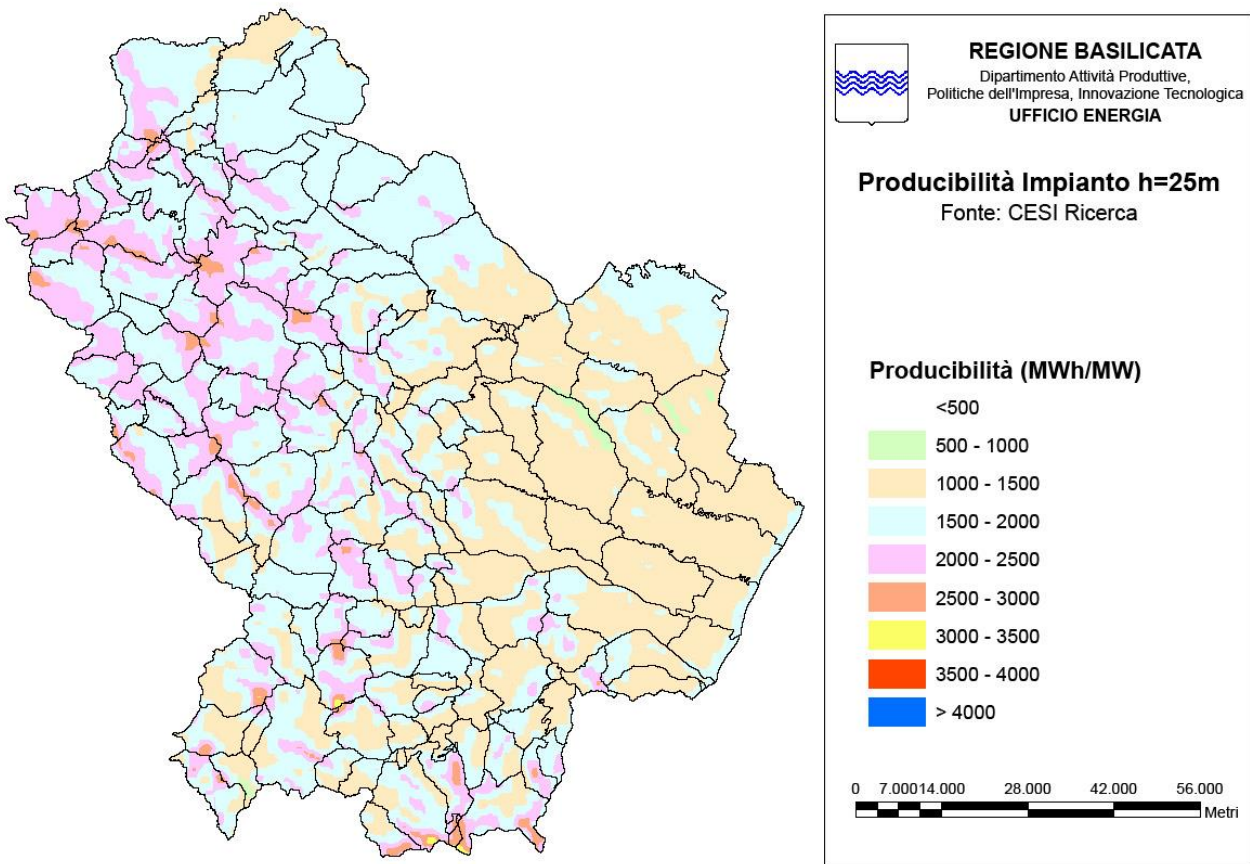 REGIONE BASILICATA
Dipartimento Attività Produttive,
Politiche dell'Impresa, Innovazione Tecnologica
UFFICIO ENERGIA
Producibilità Impianto h=25m
Fonte: CESI Ricerca
Producibilità (MWh/MW)
<500
500 - 1000
1000 - 1500
1500 - 2000
2000 - 2500
2500 - 3000
3000 - 3500
3500 - 4000
> 4000
0 7.000 14.000 28.000 42.000 56.000
Metri